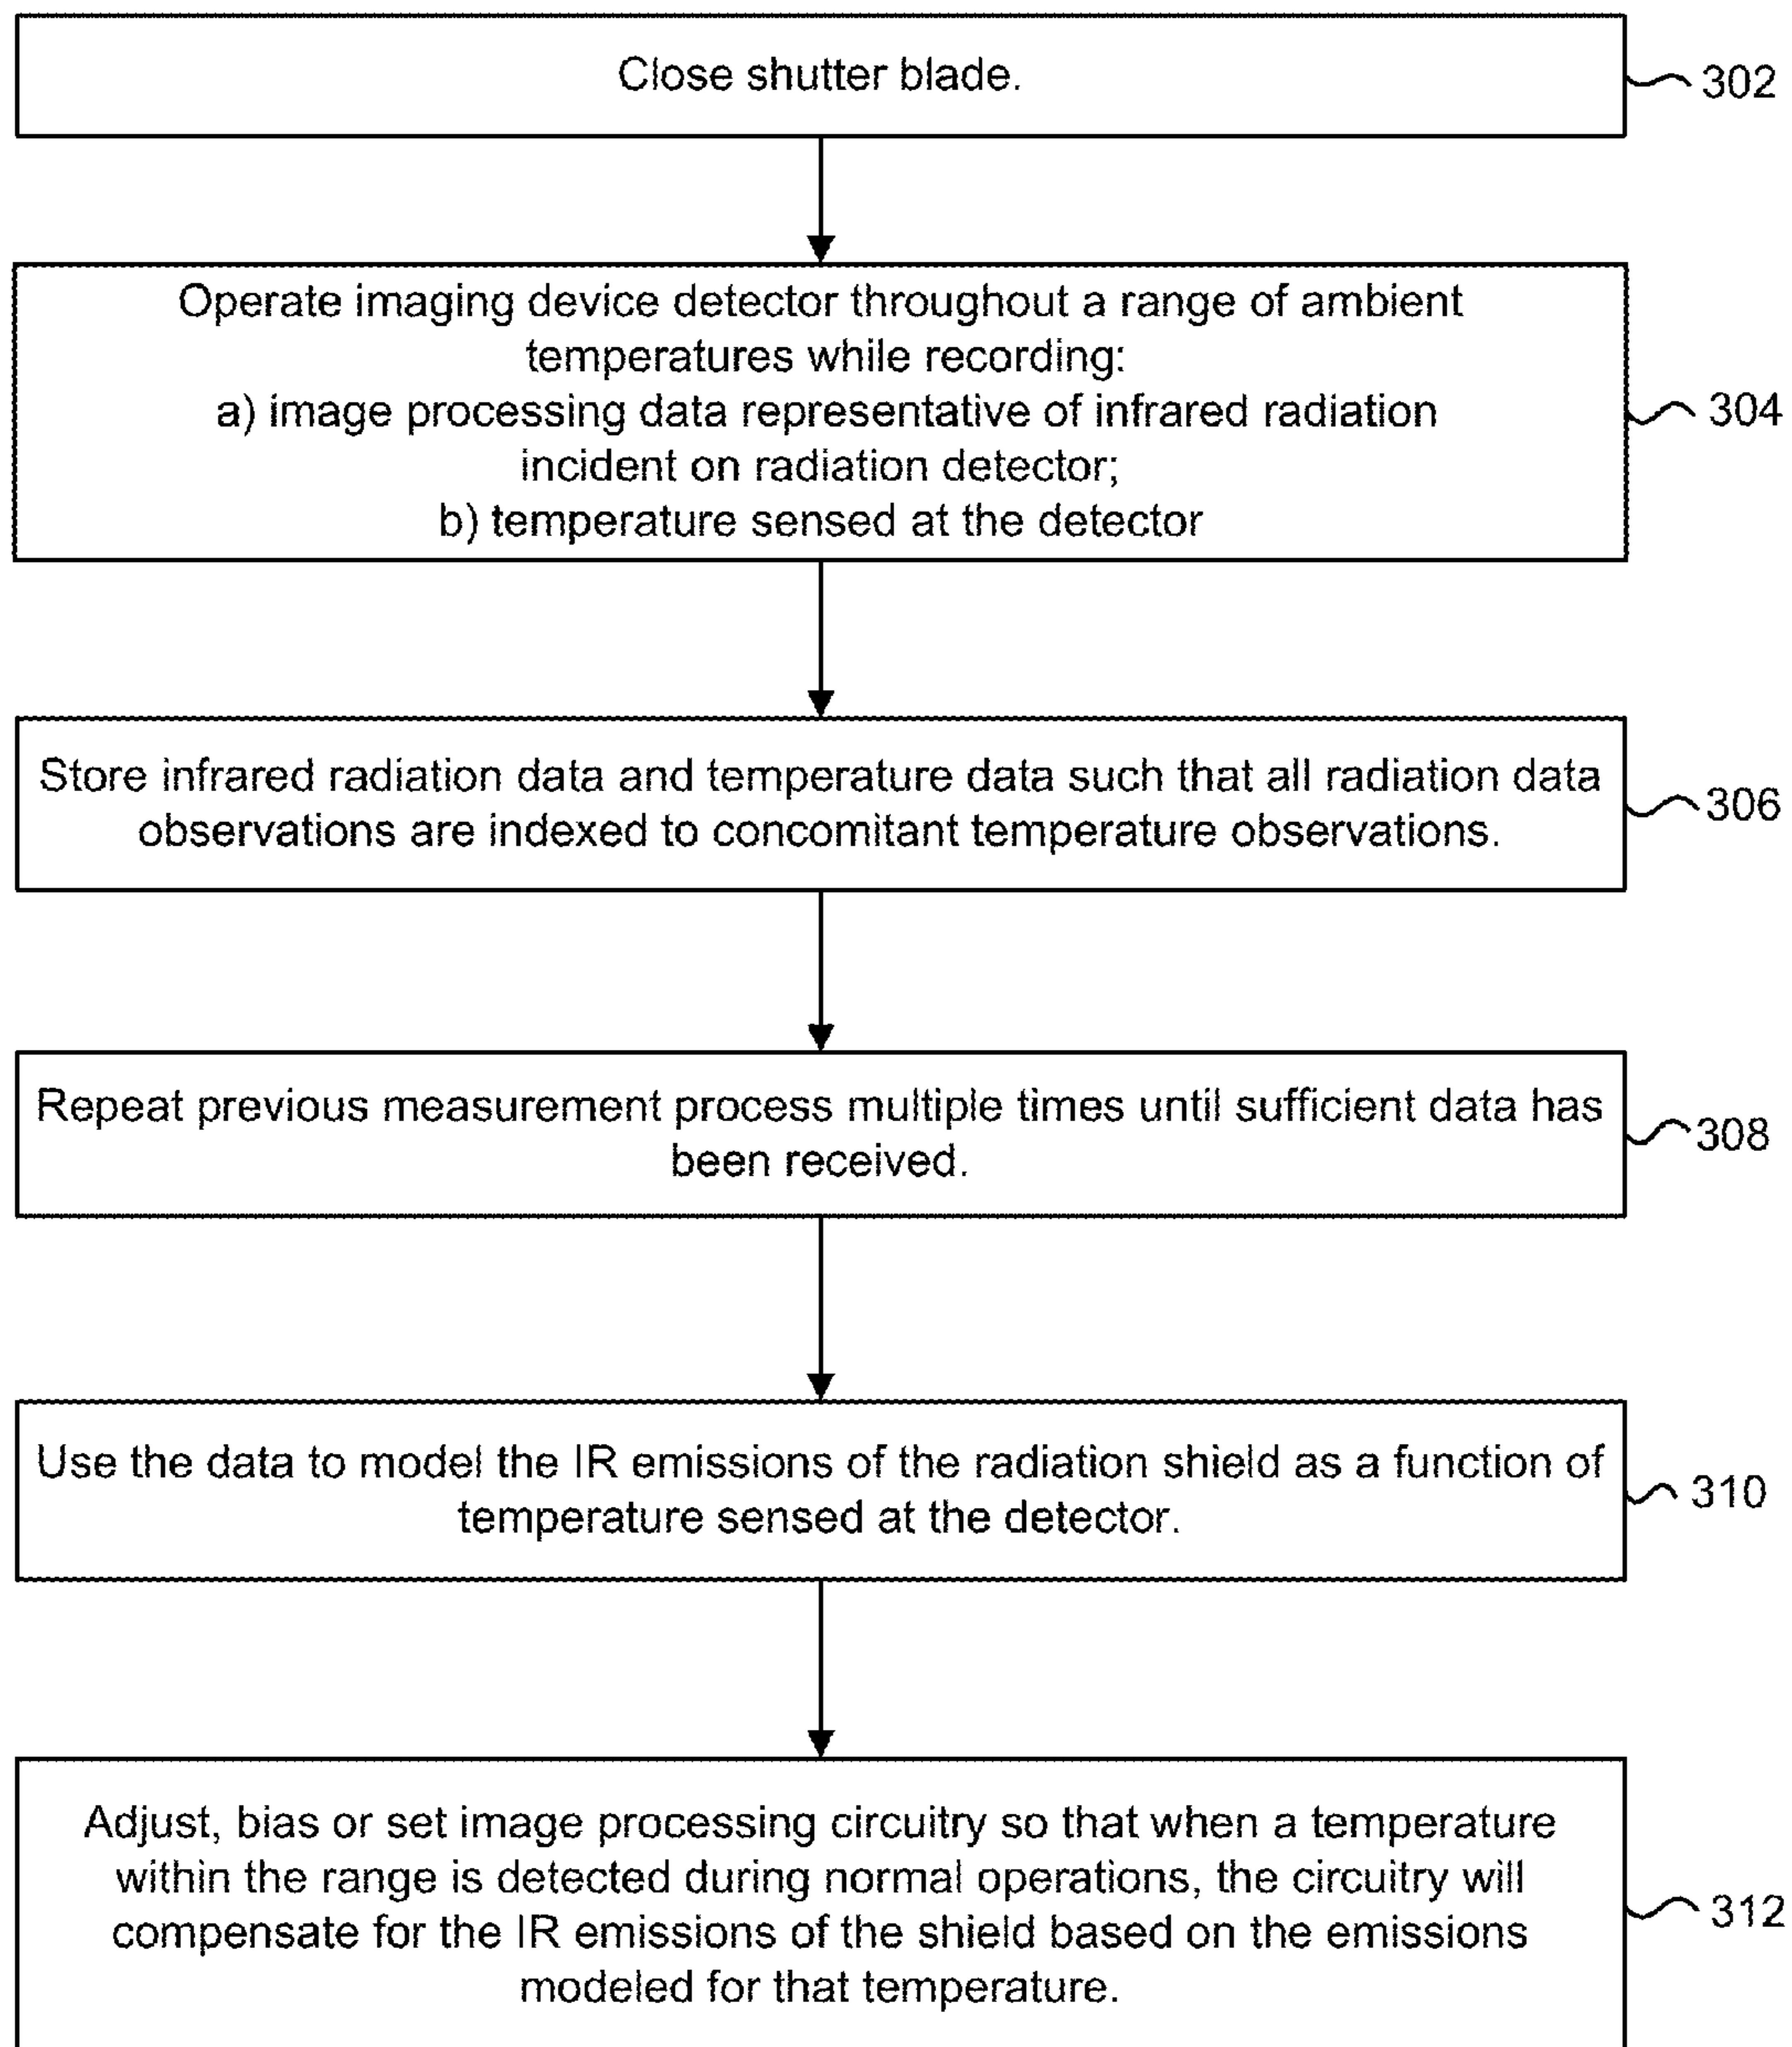 Close shutter blade.
302
Operate imaging device detector throughout a range of ambient
temperatures while recording:
a) image processing data representative of infrared radiation
incident on radiation detector;
b) temperature sensed at the detector
304
Store infrared radiation data and temperature data such that all radiation data
observations are indexed to concomitant temperature observations.
306
Repeat previous measurement process multiple times until sufficient data has
been received.
308
Use the data to model the IR emissions of the radiation shield as a function of
temperature sensed at the detector.
310
Adjust, bias or set image processing circuitry so that when a temperature
within the range is detected during normal operations, the circuitry will
compensate for the IR emissions of the shield based on the emissions
modeled for that temperature.
312